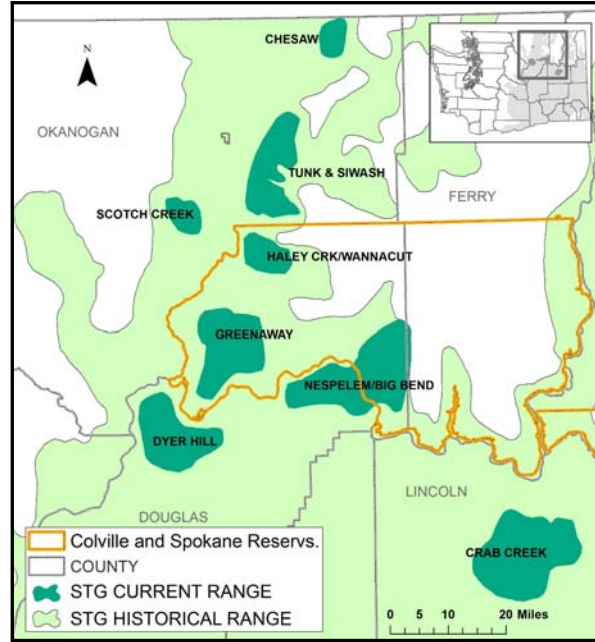 CHESAW
N
OKANOGAN
TUNK & SIWASH
FERRY
SCOTCH CREEK
HALEY CRK/WANNACUT
GREENAWAY
NESPELEM/BIG BEND
DYER HILL
LINCOLN
DOUGLAS
CRAB CREEK
Colville and Spokane Reservs.
COUNTY
STG CURRENT RANGE
STG HISTORICAL RANGE
0 5 10 20 Miles